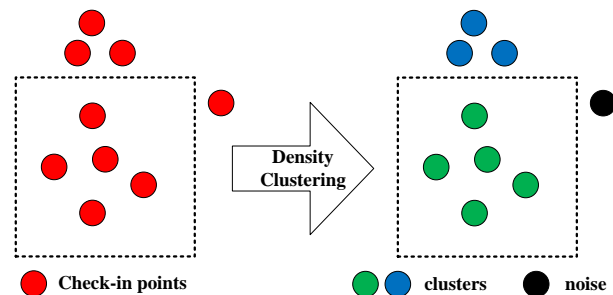 Density
Clustering
Check-in points
clusters
noise